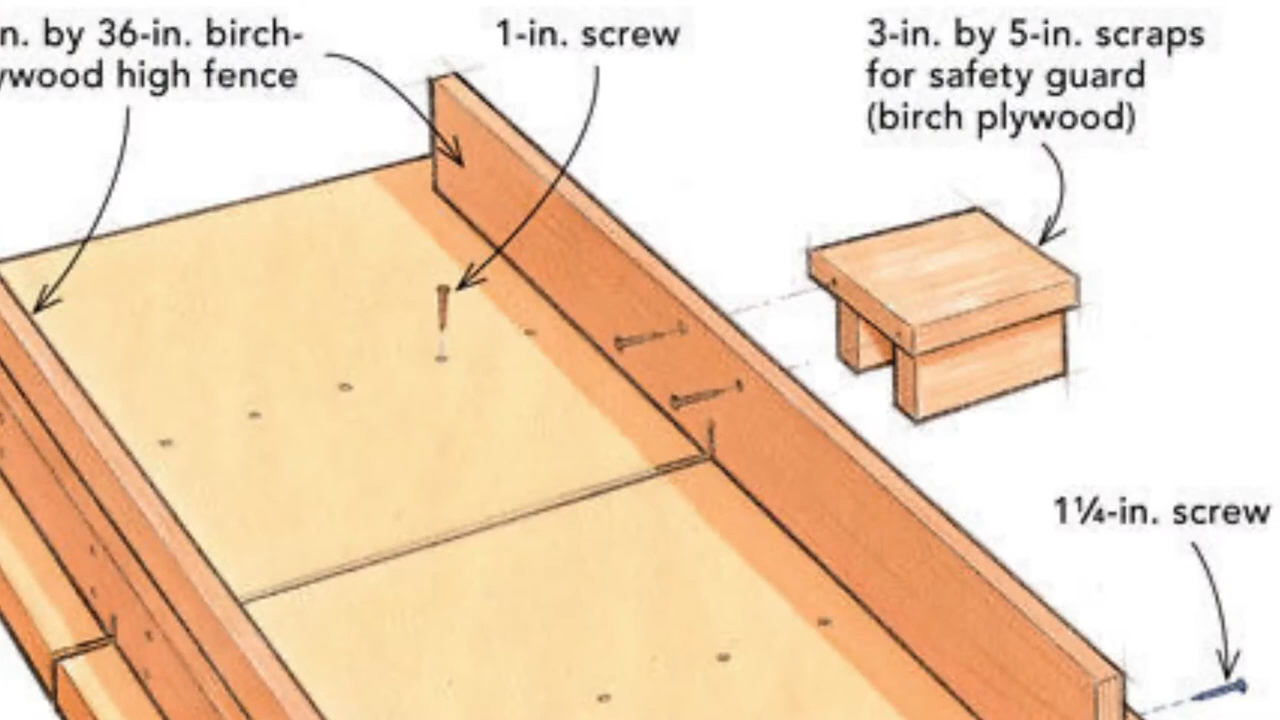 in. by 36-in. birch-
ywood high fence
1-in. screw
3-in. by 5-in. scraps
for safety guard
(birch plywood)
1¼-in. screw